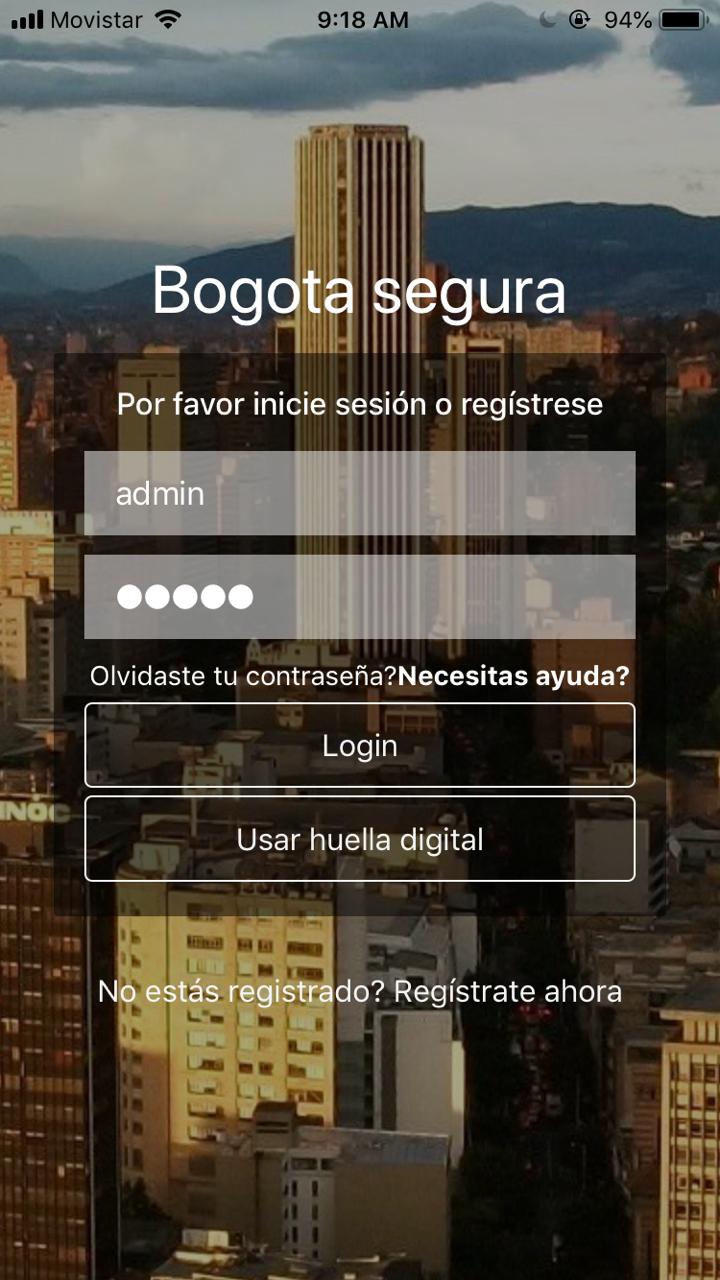 Movistar 9:18 AM 94%
Bogota segura
Por favor inicie sesión o regístrese
admin
●●●●●
Olvidaste tu contraseña?Necesitas ayuda?
Login
INOC
Usar huella digital
No estás registrado? Regístrate ahora